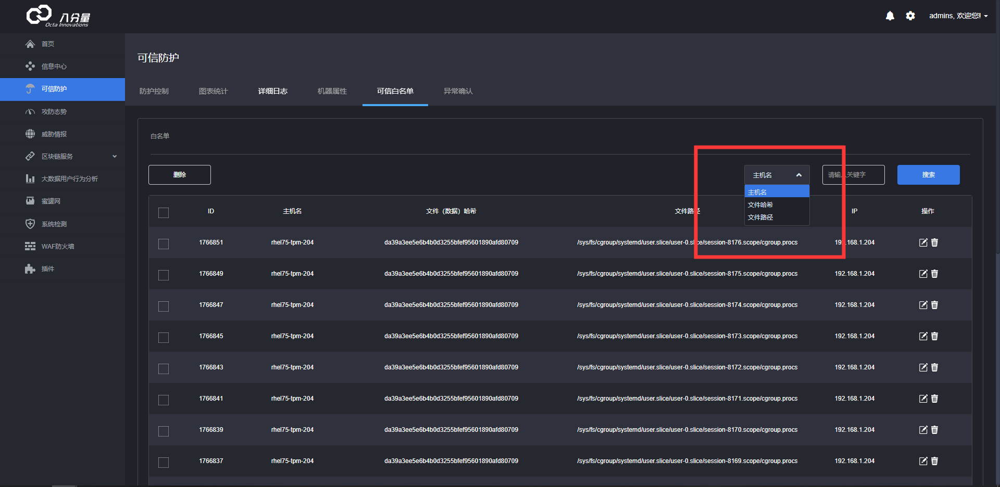 八分量
Octa Innovations
admins, 欢迎您!
首页
信息中心
可信防护
攻防态势
威胁情报
区块链服务
大数据用户行为分析
蜜罐网
系统检测
WAF防火墙
插件
可信防护
防护控制 图表统计 详细日志 机器属性 可信白名单 异常确认
白名单
删除 主机名 请输入关键字 搜索
主机名
文件哈希
文件路径
ID 主机名 文件（数据）哈希 文件路径 IP 操作
1766851 rhel75-tpm-204 da39a3ee5e6b4b0d3255bfef95601890afd80709 /sys/fs/cgroup/systemd/user.slice/user-0.slice/session-8176.scope/cgroup.procs 192.168.1.204
1766849 rhel75-tpm-204 da39a3ee5e6b4b0d3255bfef95601890afd80709 /sys/fs/cgroup/systemd/user.slice/user-0.slice/session-8175.scope/cgroup.procs 192.168.1.204
1766847 rhel75-tpm-204 da39a3ee5e6b4b0d3255bfef95601890afd80709 /sys/fs/cgroup/systemd/user.slice/user-0.slice/session-8174.scope/cgroup.procs 192.168.1.204
1766845 rhel75-tpm-204 da39a3ee5e6b4b0d3255bfef95601890afd80709 /sys/fs/cgroup/systemd/user.slice/user-0.slice/session-8173.scope/cgroup.procs 192.168.1.204
1766843 rhel75-tpm-204 da39a3ee5e6b4b0d3255bfef95601890afd80709 /sys/fs/cgroup/systemd/user.slice/user-0.slice/session-8172.scope/cgroup.procs 192.168.1.204
1766841 rhel75-tpm-204 da39a3ee5e6b4b0d3255bfef95601890afd80709 /sys/fs/cgroup/systemd/user.slice/user-0.slice/session-8171.scope/cgroup.procs 192.168.1.204
1766839 rhel75-tpm-204 da39a3ee5e6b4b0d3255bfef95601890afd80709 /sys/fs/cgroup/systemd/user.slice/user-0.slice/session-8170.scope/cgroup.procs 192.168.1.204
1766837 rhel75-tpm-204 da39a3ee5e6b4b0d3255bfef95601890afd80709 /sys/fs/cgroup/systemd/user.slice/user-0.slice/session-8169.scope/cgroup.procs 192.168.1.204